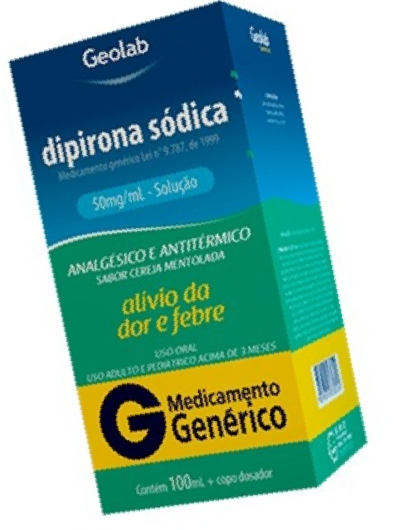 Geolab
dipirona sódica
Medicamento genérico Lei n° 9.787, de 1999
50mg/mL - Solução
ANALGÉSICO E ANTITÉRMICO
SABOR CEREJA MENTOLADA
alívio da
dor e febre
USO ORAL
USO ADULTO E PEDIÁTRICO ACIMA DE 3 MESES
G Medicamento
Genérico
Contém 100mL + copo dosador
Geolab